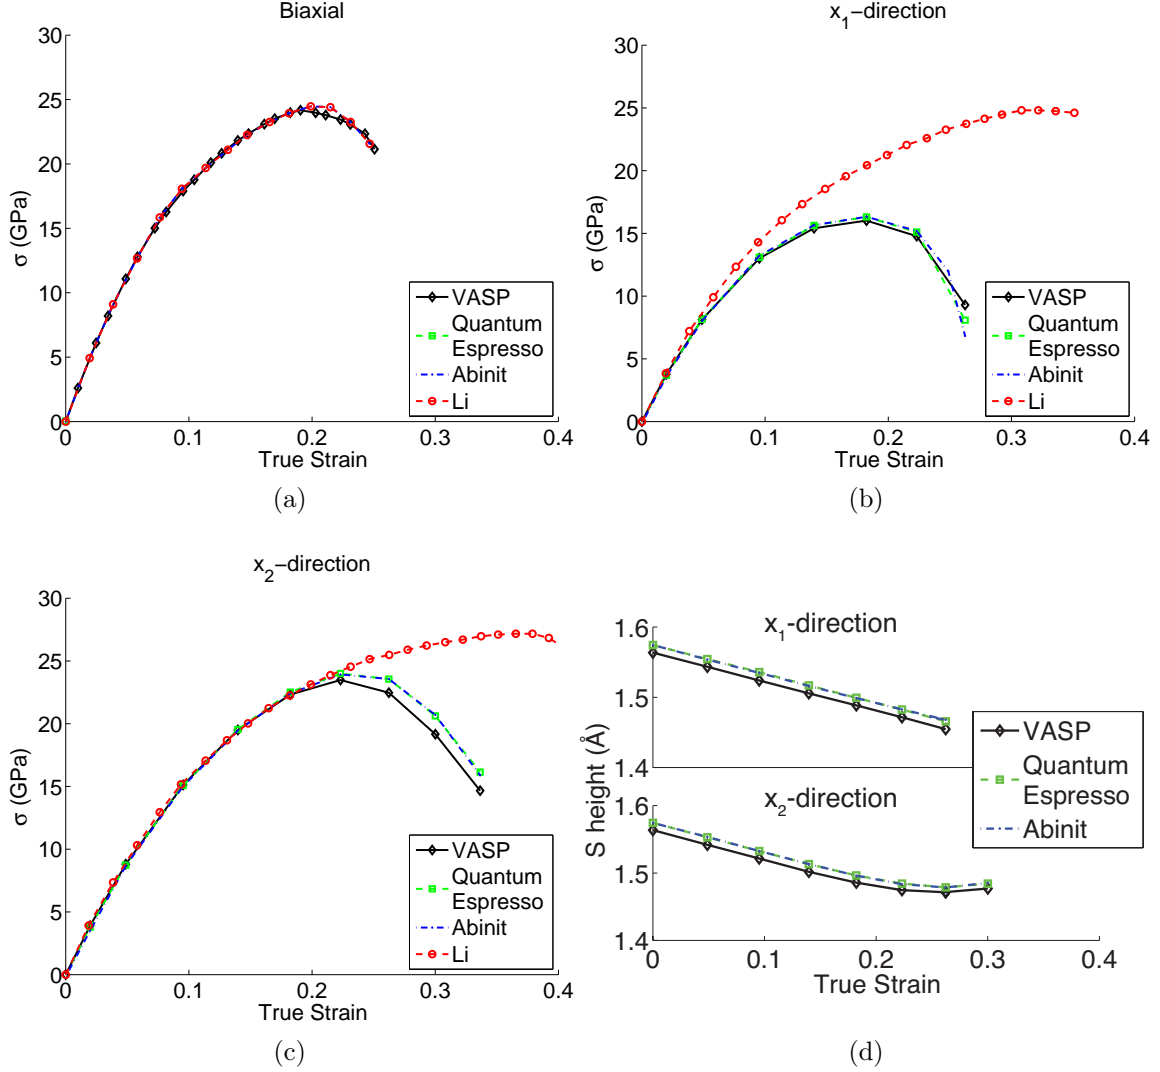 Biaxial
30
25
20
15
10
5
0
σ (GPa)
0 0.1 0.2 0.3 0.4
True Strain
VASP
Quantum
Espresso
Abinit
Li
(a)
x1−direction
30
25
20
15
10
5
0
σ (GPa)
0 0.1 0.2 0.3 0.4
True Strain
VASP
Quantum
Espresso
Abinit
Li
(b)
x2−direction
30
25
20
15
10
5
0
σ (GPa)
0 0.1 0.2 0.3 0.4
True Strain
VASP
Quantum
Espresso
Abinit
Li
(c)
x1-direction
1.6
1.5
1.4
x2-direction
1.6
1.5
1.4
S height (Å)
0 0.1 0.2 0.3 0.4
True Strain
VASP
Quantum
Espresso
Abinit
(d)